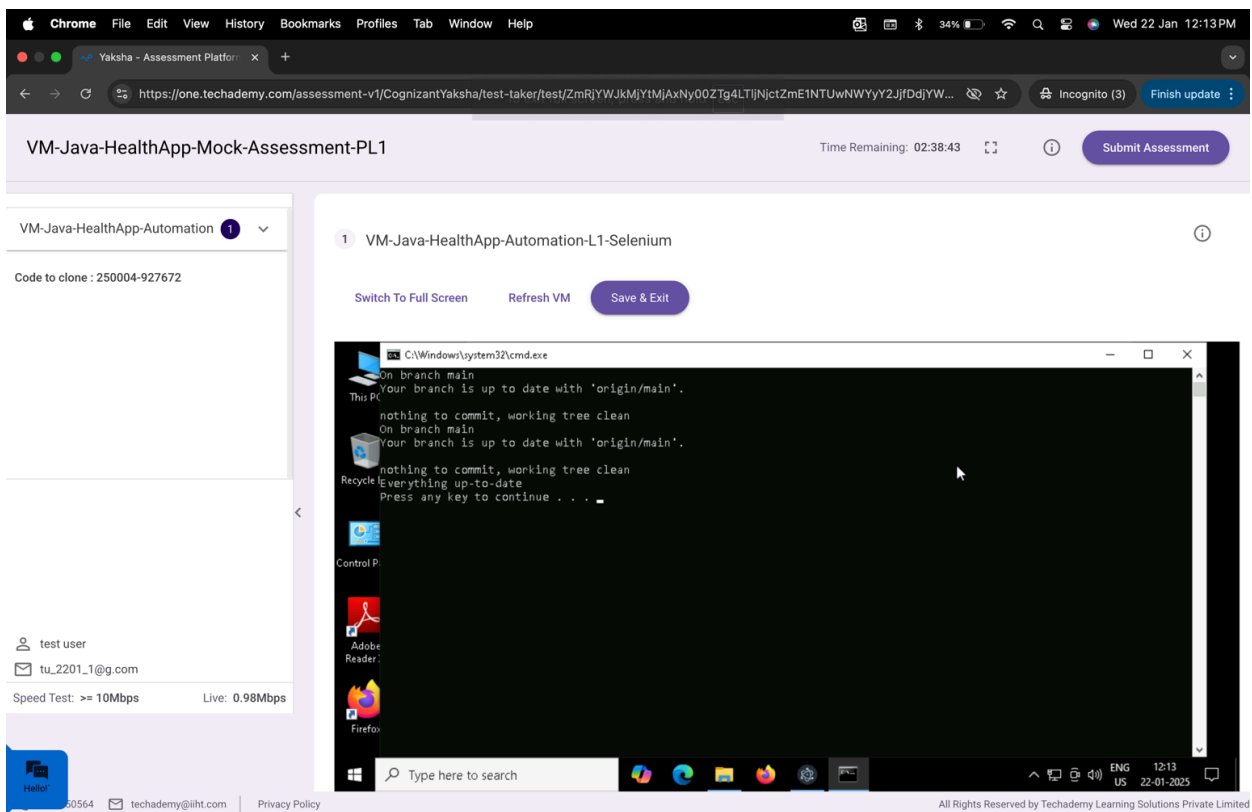 Chrome File Edit View History Bookmarks Profiles Tab Window Help 34% Wed 22 Jan 12:13 PM
Yaksha - Assessment Platform
https://one.techademy.com/assessment-v1/CognizantYaksha/test-taker/test/ Incognito (3) Finish update
VM-Java-HealthApp-Mock-Assessment-PL1 Time Remaining: 02:38:43 Submit Assessment
VM-Java-HealthApp-Automation 1
Code to clone : 250004-927672
1 VM-Java-HealthApp-Automation-L1-Selenium
Switch To Full Screen Refresh VM Save & Exit
C:\Windows\system32\cmd.exe
On branch main
Your branch is up to date with 'origin/main'.
nothing to commit, working tree clean
On branch main
Your branch is up to date with 'origin/main'.
nothing to commit, working tree clean
Everything up-to-date
Press any key to continue . . .
This PC
Recycle
Control P
Adobe
Reader
Firefox
test user
tu_2201_1@g.com
Speed Test: >= 10Mbps Live: 0.98Mbps
Type here to search
ENG
US
12:13
22-01-2025
Hello!
50564 techademy@iiht.com Privacy Policy All Rights Reserved by Techademy Learning Solutions Private Limited